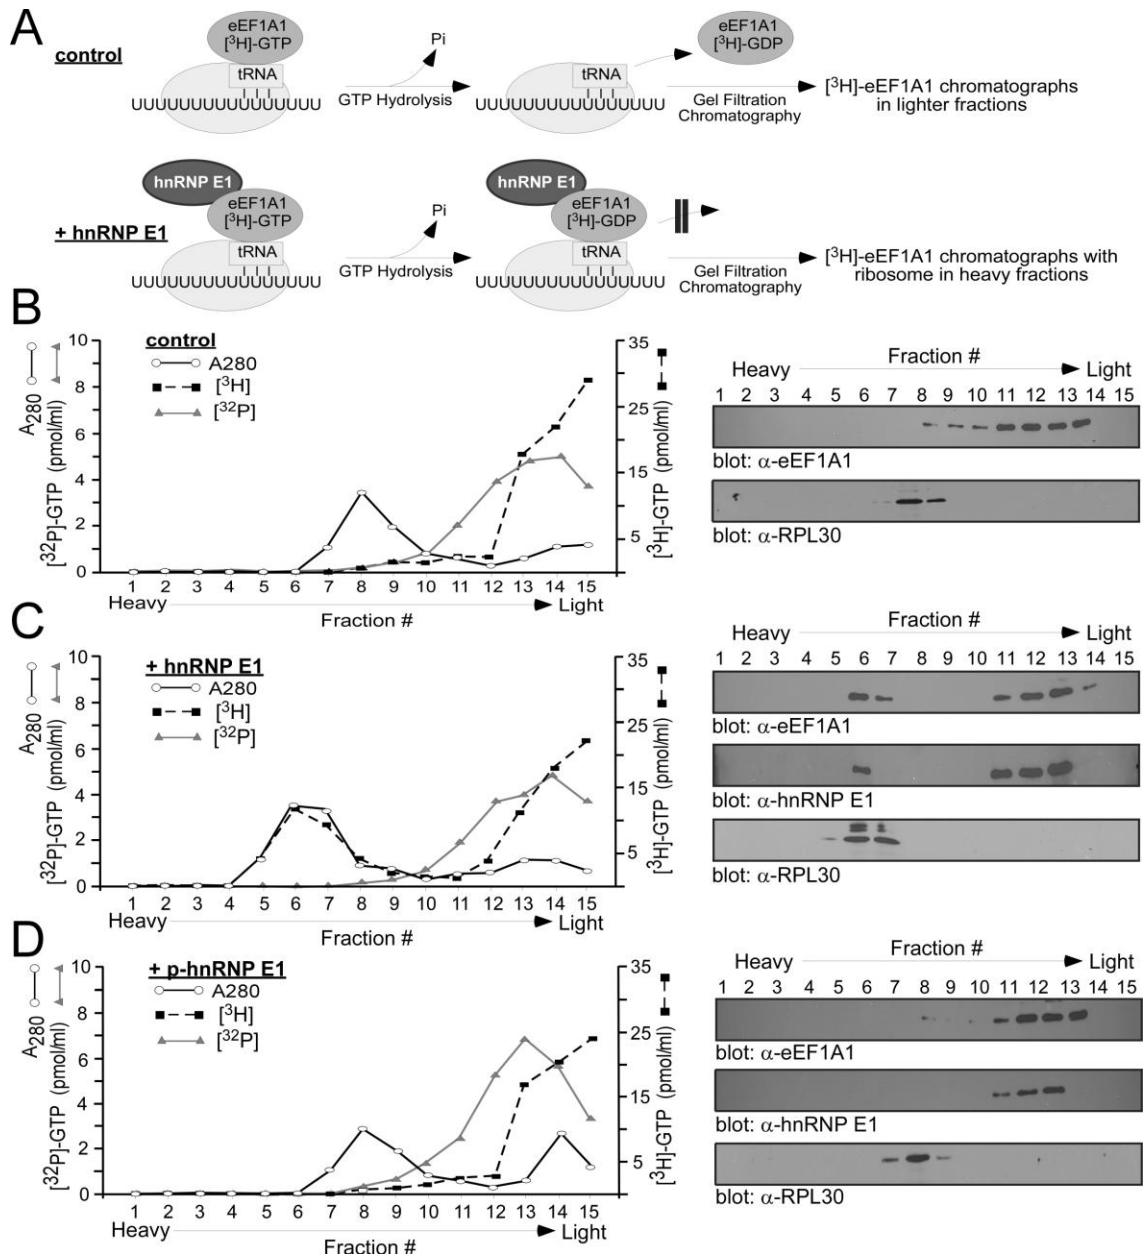 A
control
eEF1A1
[³H]-GTP
tRNA
UUUUUUUUUUUUUUUUUU
Pi
GTP Hydrolysis
tRNA
UUUUUUUUUUUUUUUUUU
eEF1A1
[³H]-GDP
Gel Filtration
Chromatography
[³H]-eEF1A1 chromatographs
in lighter fractions
+ hnRNP E1
hnRNP E1
eEF1A1
[³H]-GTP
tRNA
UUUUUUUUUUUUUUUUUU
Pi
GTP Hydrolysis
hnRNP E1
eEF1A1
[³H]-GDP
tRNA
UUUUUUUUUUUUUUUUUU
Gel Filtration
Chromatography
[³H]-eEF1A1 chromatographs with
ribosome in heavy fractions
B
control
A280
[³H]
[³²P]
A280
[³²P]-GTP (pmol/ml)
10
8
6
4
2
0
35
25
15
5
[³H]-GTP (pmol/ml)
1 2 3 4 5 6 7 8 9 10 11 12 13 14 15
Heavy Light
Fraction #
Fraction #
Heavy Light
1 2 3 4 5 6 7 8 9 10 11 12 13 14 15
blot: α-eEF1A1
blot: α-RPL30
C
+ hnRNP E1
A280
[³H]
[³²P]
A280
[³²P]-GTP (pmol/ml)
10
8
6
4
2
0
35
25
15
5
[³H]-GTP (pmol/ml)
1 2 3 4 5 6 7 8 9 10 11 12 13 14 15
Heavy Light
Fraction #
Fraction #
Heavy Light
1 2 3 4 5 6 7 8 9 10 11 12 13 14 15
blot: α-eEF1A1
blot: α-hnRNP E1
blot: α-RPL30
D
+ p-hnRNP E1
A280
[³H]
[³²P]
A280
[³²P]-GTP (pmol/ml)
10
8
6
4
2
0
35
25
15
5
[³H]-GTP (pmol/ml)
1 2 3 4 5 6 7 8 9 10 11 12 13 14 15
Heavy Light
Fraction #
Fraction #
Heavy Light
1 2 3 4 5 6 7 8 9 10 11 12 13 14 15
blot: α-eEF1A1
blot: α-hnRNP E1
blot: α-RPL30